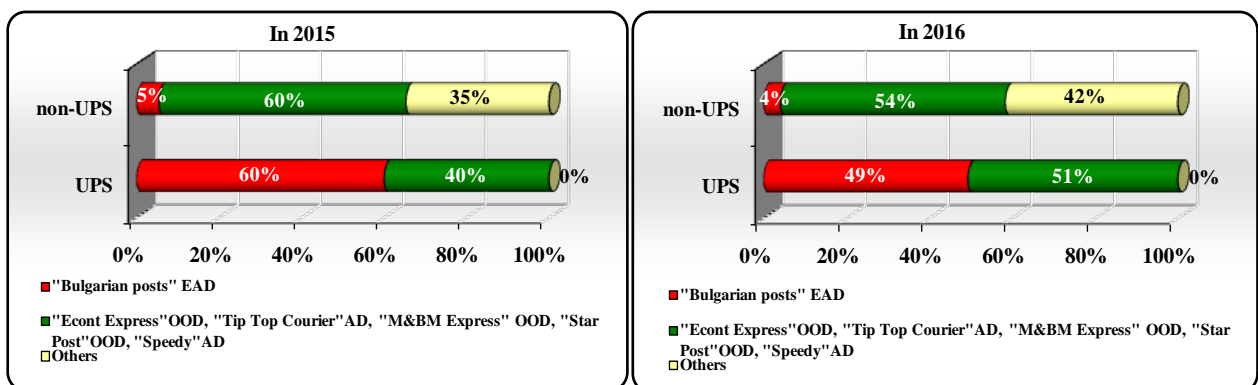 In 2015
non-UPS
5%
60%
35%
UPS
60%
40%
0%
0%
20%
40%
60%
80%
100%
"Bulgarian posts" EAD
"Econt Express"OOD, "Tip Top Courier"AD, "M&BM Express" OOD, "Star
Post"OOD, "Speedy"AD
Others
In 2016
non-UPS
4%
54%
42%
UPS
49%
51%
0%
0%
20%
40%
60%
80%
100%
"Bulgarian posts" EAD
"Econt Express"OOD, "Tip Top Courier"AD, "M&BM Express" OOD, "Star
Post"OOD, "Speedy"AD
Others